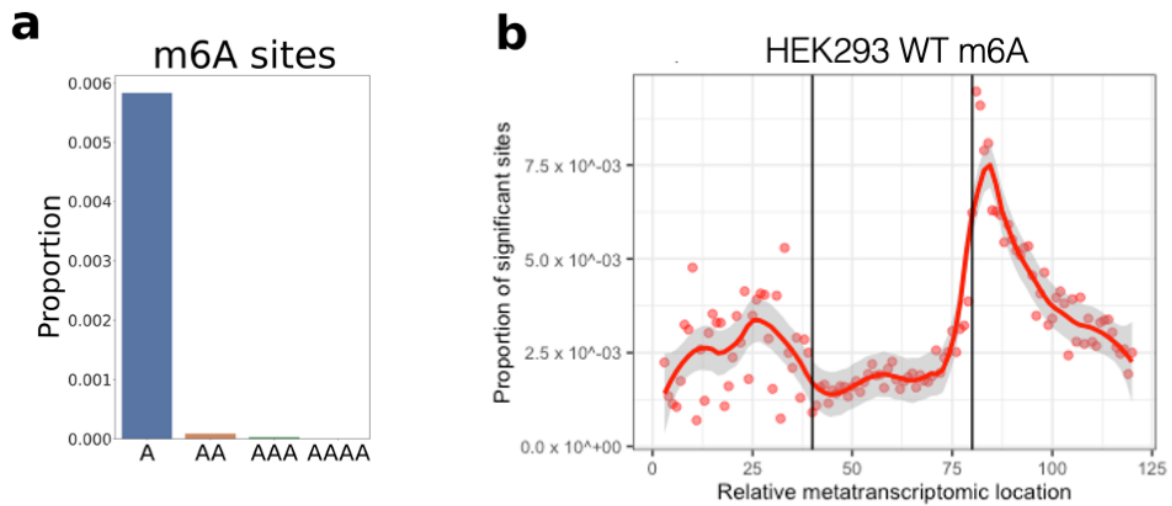 a
m6A sites
Proportion
0.006
0.005
0.004
0.003
0.002
0.001
0.000
A AA AAA AAAA
b
HEK293 WT m6A
Proportion of significant sites
7.5 x 10^-03
5.0 x 10^-03
2.5 x 10^-03
0.0 x 10^+00
0 25 50 75 100 125
Relative metatranscriptomic location